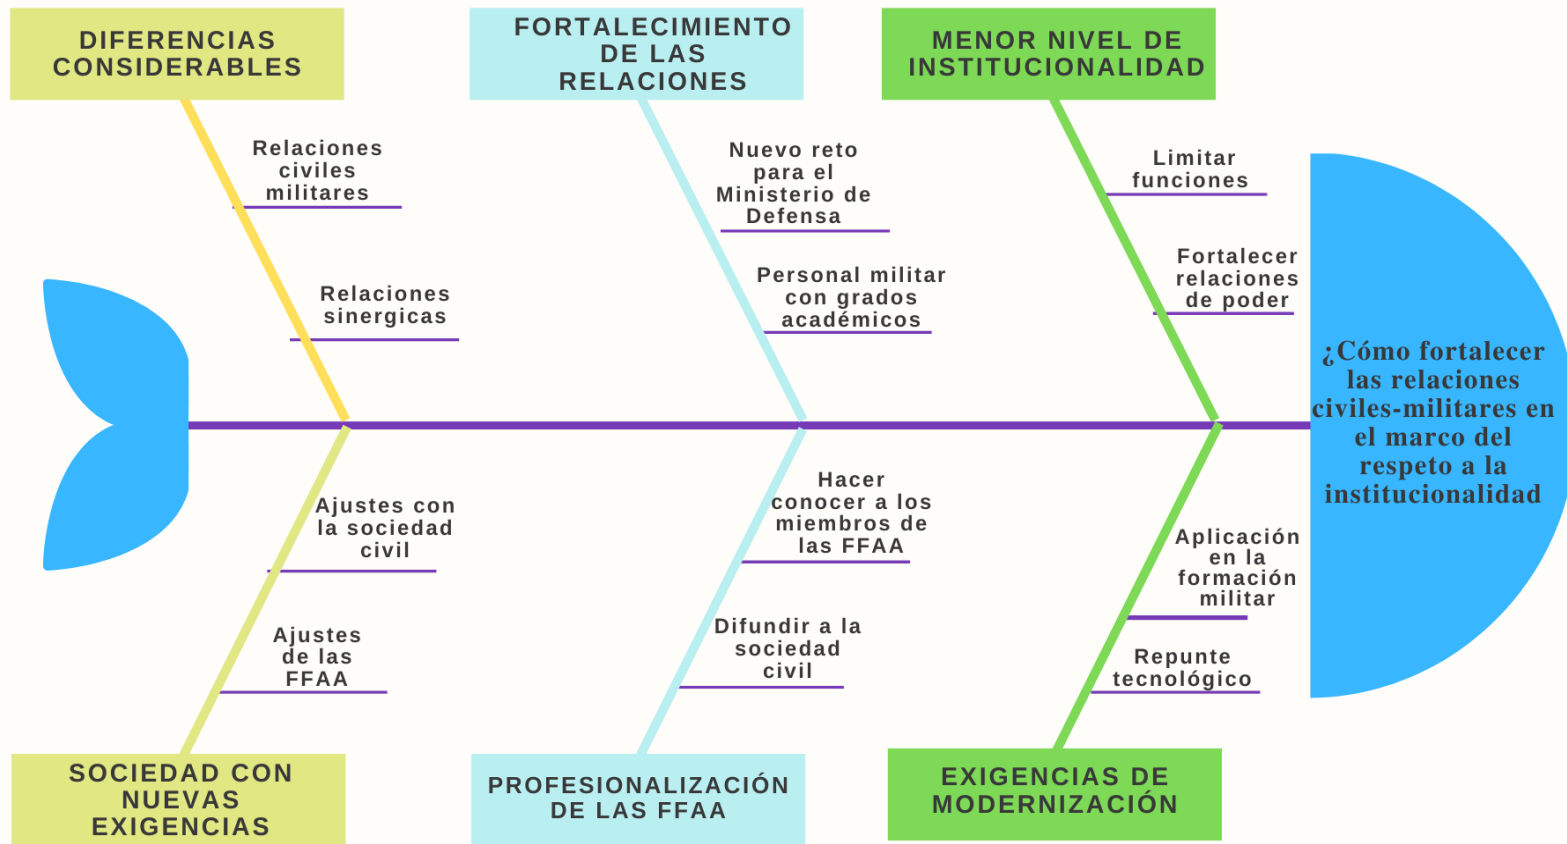 DIFERENCIAS
CONSIDERABLES
FORTALECIMIENTO
DE LAS
RELACIONES
MENOR NIVEL DE
INSTITUCIONALIDAD
Relaciones
civiles
militares
Relaciones
sinergicas
Nuevo reto
para el
Ministerio de
Defensa
Personal militar
con grados
académicos
Limitar
funciones
Fortalecer
relaciones
de poder
¿Cómo fortalecer
las relaciones
civiles-militares en
el marco del
respeto a la
institucionalidad
Ajustes con
la sociedad
civil
Ajustes
de las
FFAA
Hacer
conocer a los
miembros de
las FFAA
Difundir a la
sociedad
civil
Aplicación
en la
formación
militar
Repunte
tecnológico
SOCIEDAD CON
NUEVAS
EXIGENCIAS
PROFESIONALIZACIÓN
DE LAS FFAA
EXIGENCIAS DE
MODERNIZACIÓN